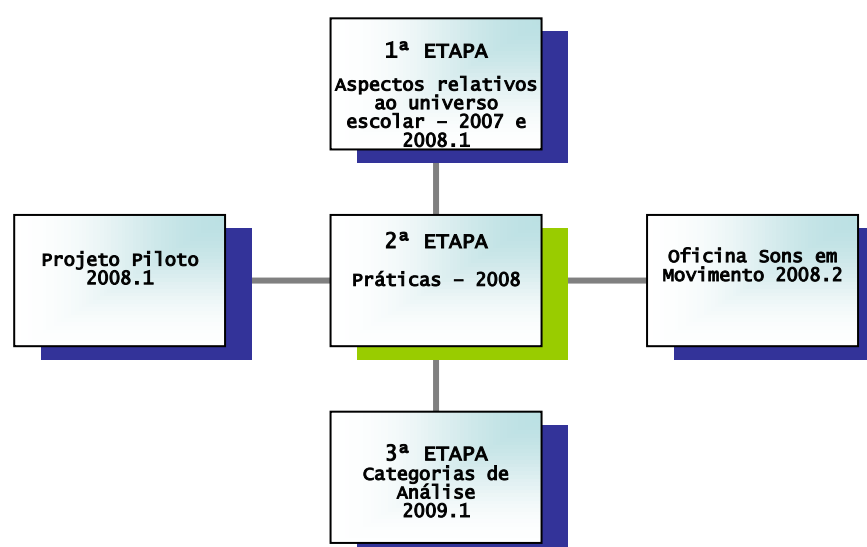 1ª ETAPA
Aspectos relativos
ao universo
escolar – 2007 e
2008.1
Projeto Piloto
2008.1
2ª ETAPA
Práticas – 2008
Oficina Sons em
Movimento 2008.2
3ª ETAPA
Categorias de
Análise
2009.1